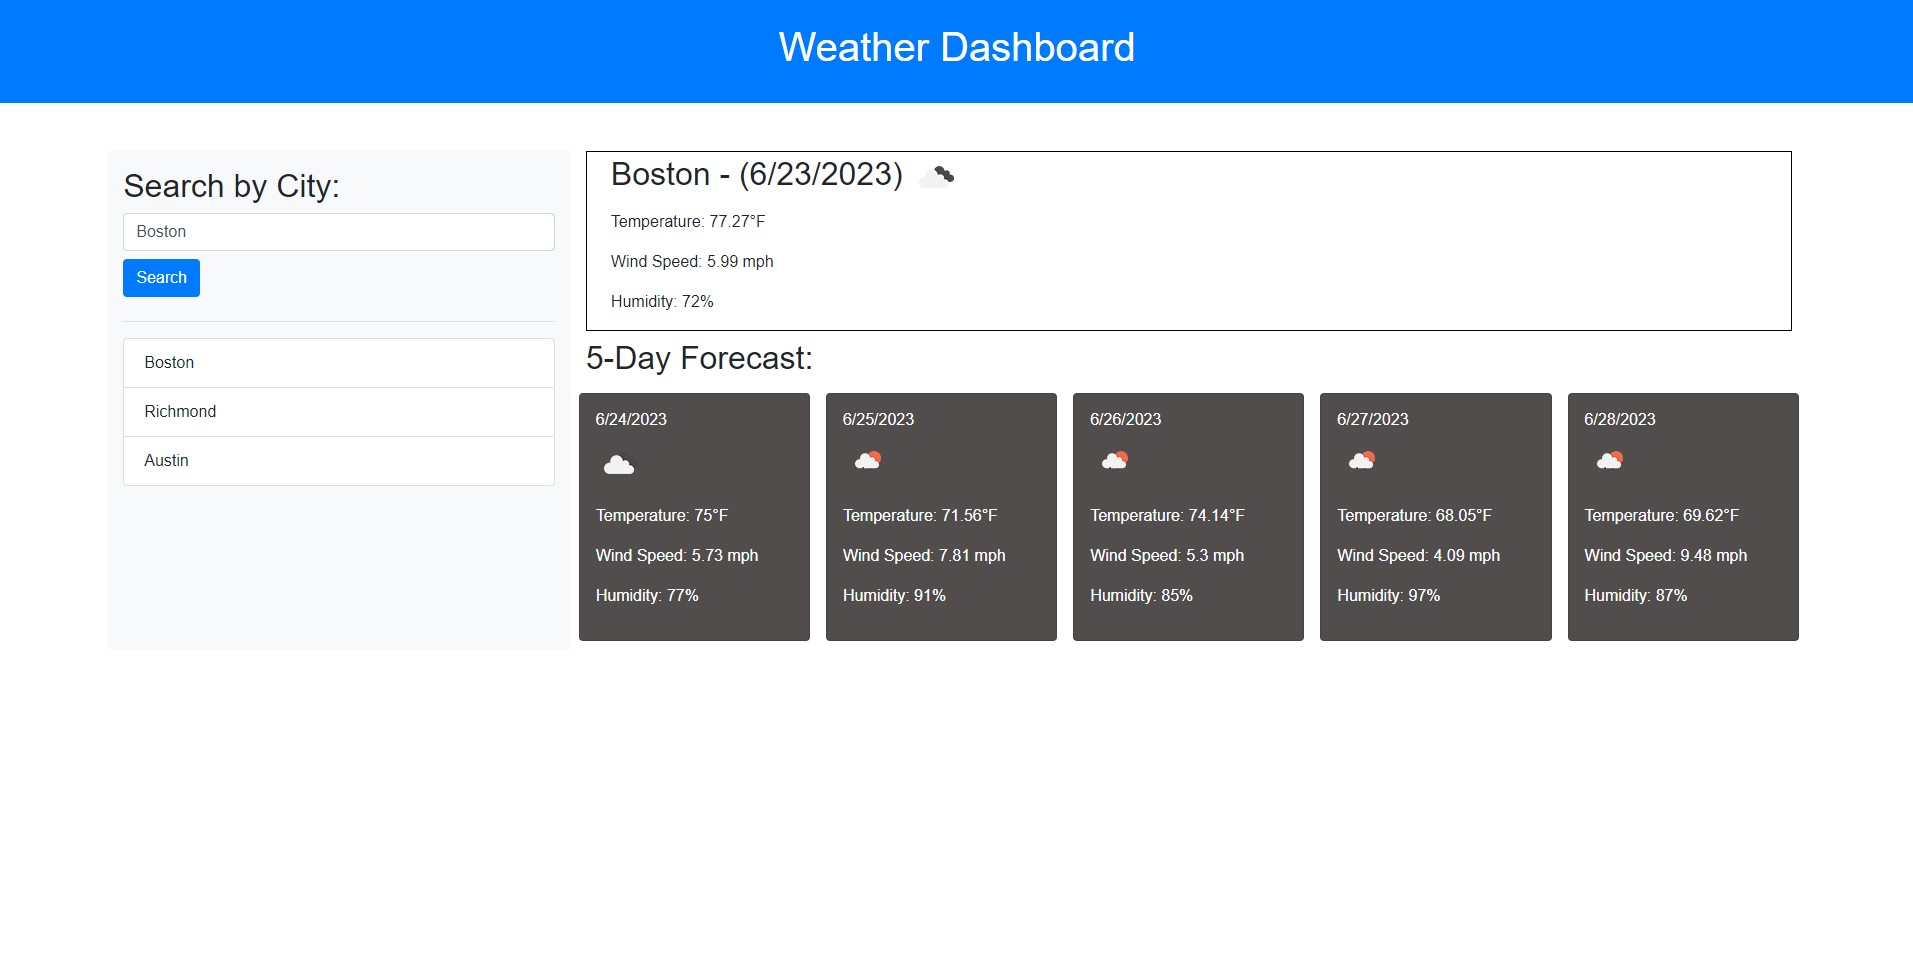 Weather Dashboard
Search by City:
Boston
Search
Boston
Richmond
Austin
Boston - (6/23/2023)
Temperature: 77.27°F
Wind Speed: 5.99 mph
Humidity: 72%
5-Day Forecast:
6/24/2023
Temperature: 75°F
Wind Speed: 5.73 mph
Humidity: 77%
6/25/2023
Temperature: 71.56°F
Wind Speed: 7.81 mph
Humidity: 91%
6/26/2023
Temperature: 74.14°F
Wind Speed: 5.3 mph
Humidity: 85%
6/27/2023
Temperature: 68.05°F
Wind Speed: 4.09 mph
Humidity: 97%
6/28/2023
Temperature: 69.62°F
Wind Speed: 9.48 mph
Humidity: 87%